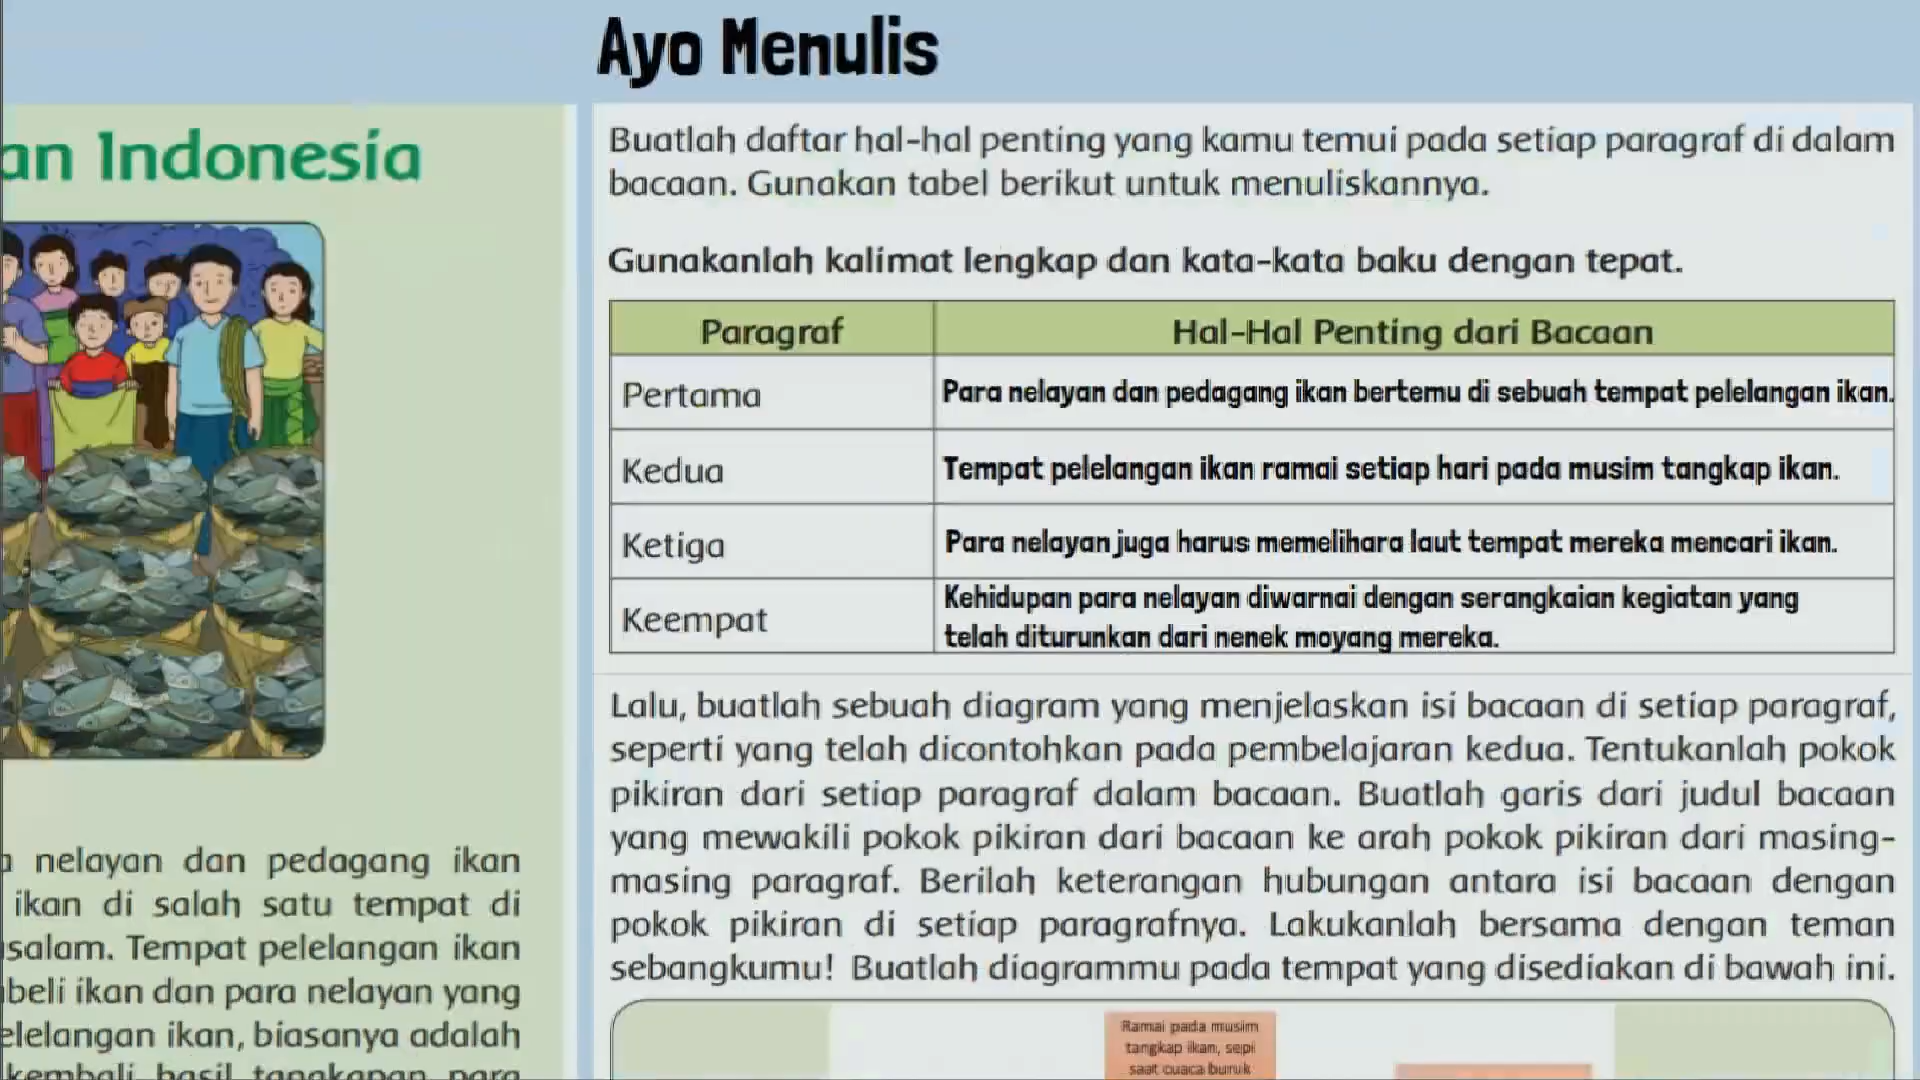 Ayo Menulis
an Indonesia
nelayan dan pedagang ikan
ikan di salah satu tempat di
salam. Tempat pelelangan ikan
beli ikan dan para nelayan yang
elelangan ikan, biasanya adalah
kembali hasil tangkapan para
Buatlah daftar hal-hal penting yang kamu temui pada setiap paragraf di dalam
bacaan. Gunakan tabel berikut untuk menuliskannya.
Gunakanlah kalimat lengkap dan kata-kata baku dengan tepat.
Paragraf Hal-Hal Penting dari Bacaan
Pertama Para nelayan dan pedagang ikan bertemu di sebuah tempat pelelangan ikan.
Kedua Tempat pelelangan ikan ramai setiap hari pada musim tangkap ikan.
Ketiga Para nelayan juga harus memelihara laut tempat mereka mencari ikan.
Keempat Kehidupan para nelayan diwarnai dengan serangkaian kegiatan yang
telah diturunkan dari nenek moyang mereka.
Lalu, buatlah sebuah diagram yang menjelaskan isi bacaan di setiap paragraf,
seperti yang telah dicontohkan pada pembelajaran kedua. Tentukanlah pokok
pikiran dari setiap paragraf dalam bacaan. Buatlah garis dari judul bacaan
yang mewakili pokok pikiran dari bacaan ke arah pokok pikiran dari masing-
masing paragraf. Berilah keterangan hubungan antara isi bacaan dengan
pokok pikiran di setiap paragrafnya. Lakukanlah bersama dengan teman
sebangkumu! Buatlah diagrammu pada tempat yang disediakan di bawah ini.
Ramai pada musim
tangkap ikan, sepi
saat cuaca buruk